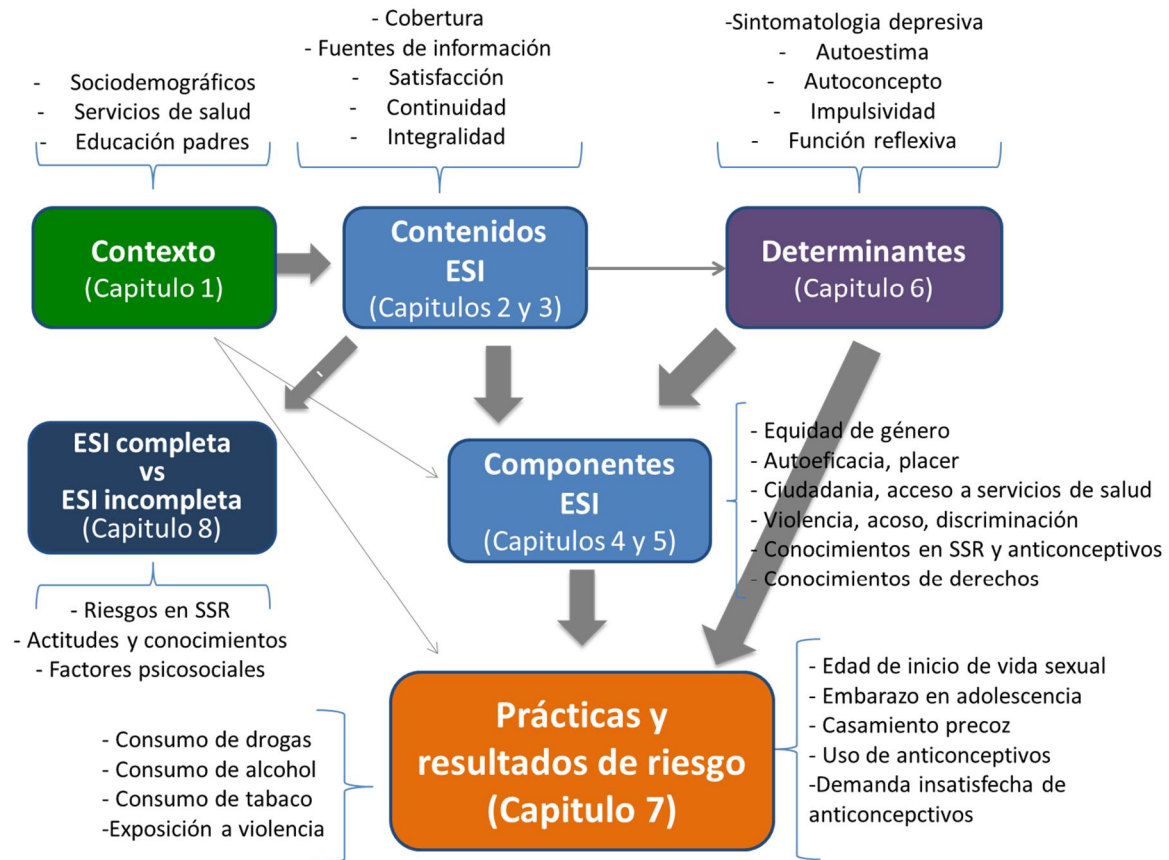 - Sociodemográficos
- Servicios de salud
- Educación padres
- Cobertura
- Fuentes de información
- Satisfacción
- Continuidad
- Integralidad
-Sintomatologia depresiva
- Autoestima
- Autoconcepto
- Impulsividad
- Función reflexiva
Contexto
(Capitulo 1)
Contenidos
ESI
(Capitulos 2 y 3)
Determinantes
(Capitulo 6)
ESI completa
vs
ESI incompleta
(Capitulo 8)
- Riesgos en SSR
- Actitudes y conocimientos
- Factores psicosociales
Componentes
ESI
(Capitulos 4 y 5)
- Equidad de género
- Autoeficacia, placer
- Ciudadania, acceso a servicios de salud
- Violencia, acoso, discriminación
- Conocimientos en SSR y anticonceptivos
- Conocimientos de derechos
- Consumo de drogas
- Consumo de alcohol
- Consumo de tabaco
-Exposición a violencia
Prácticas y
resultados de riesgo
(Capitulo 7)
- Edad de inicio de vida sexual
- Embarazo en adolescencia
- Casamiento precoz
- Uso de anticonceptivos
-Demanda insatisfecha de
anticoncepctivos